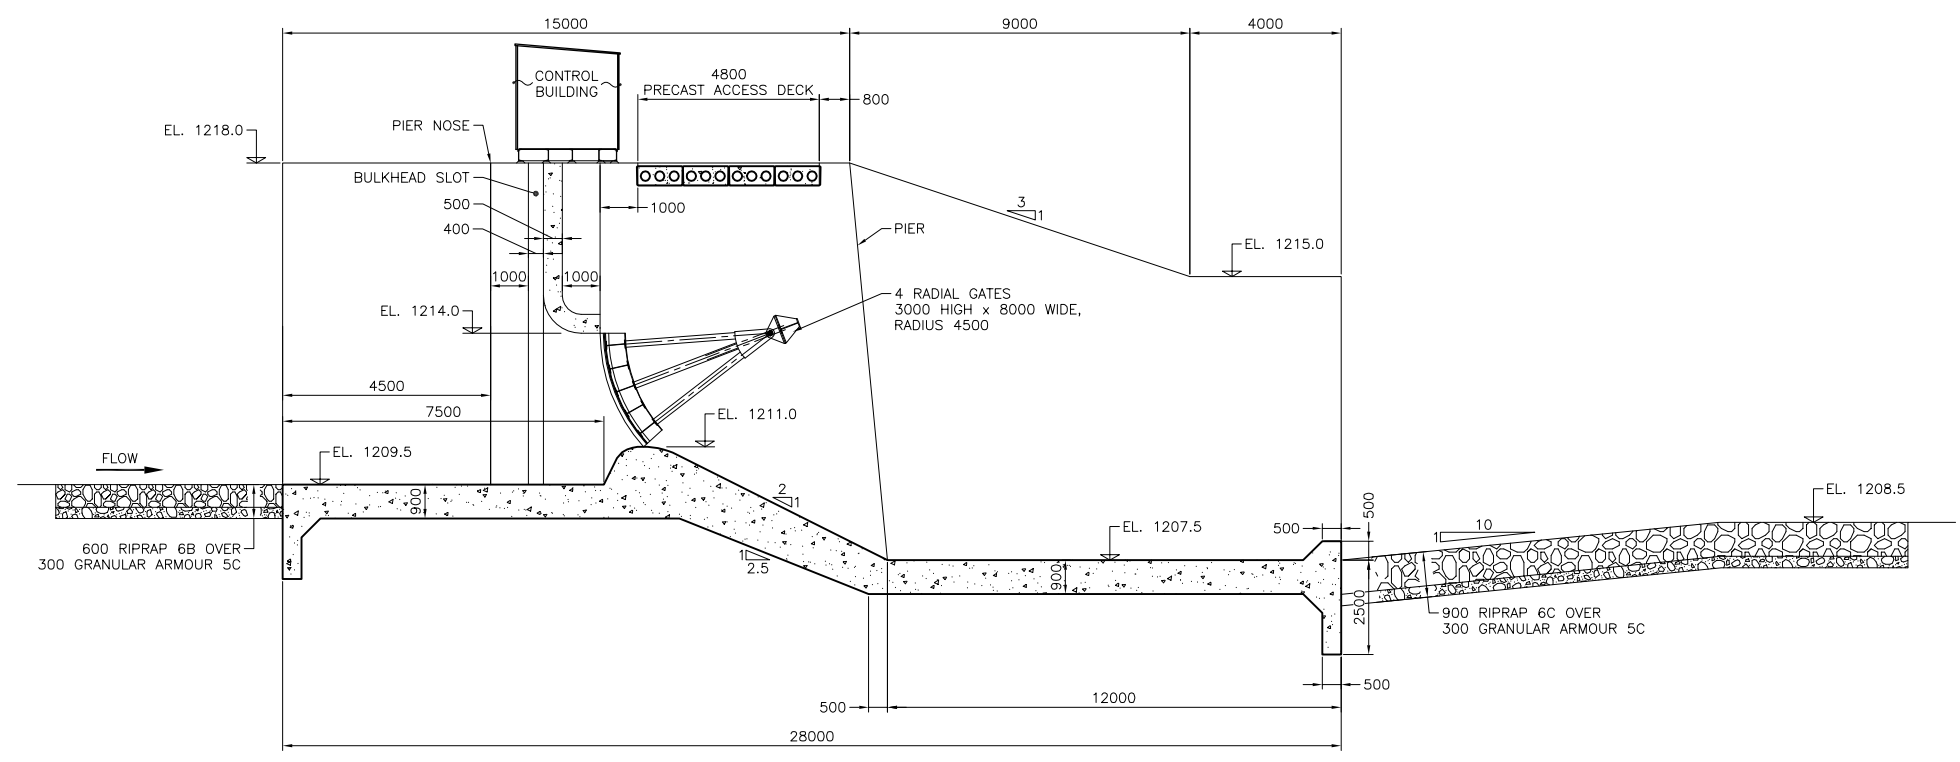 15000
9000
4000
CONTROL
BUILDING
4800
PRECAST ACCESS DECK
800
EL. 1218.0
PIER NOSE
BULKHEAD SLOT
500
400
1000
3
1
PIER
EL. 1215.0
1000
1000
EL. 1214.0
4 RADIAL GATES
3000 HIGH x 8000 WIDE,
RADIUS 4500
4500
7500
EL. 1211.0
FLOW
EL. 1209.5
900
2
1
EL. 1207.5
500
500
10
1
EL. 1208.5
600 RIPRAP 6B OVER
300 GRANULAR ARMOUR 5C
1
2.5
900
2500
900 RIPRAP 6C OVER
300 GRANULAR ARMOUR 5C
500
500
12000
28000